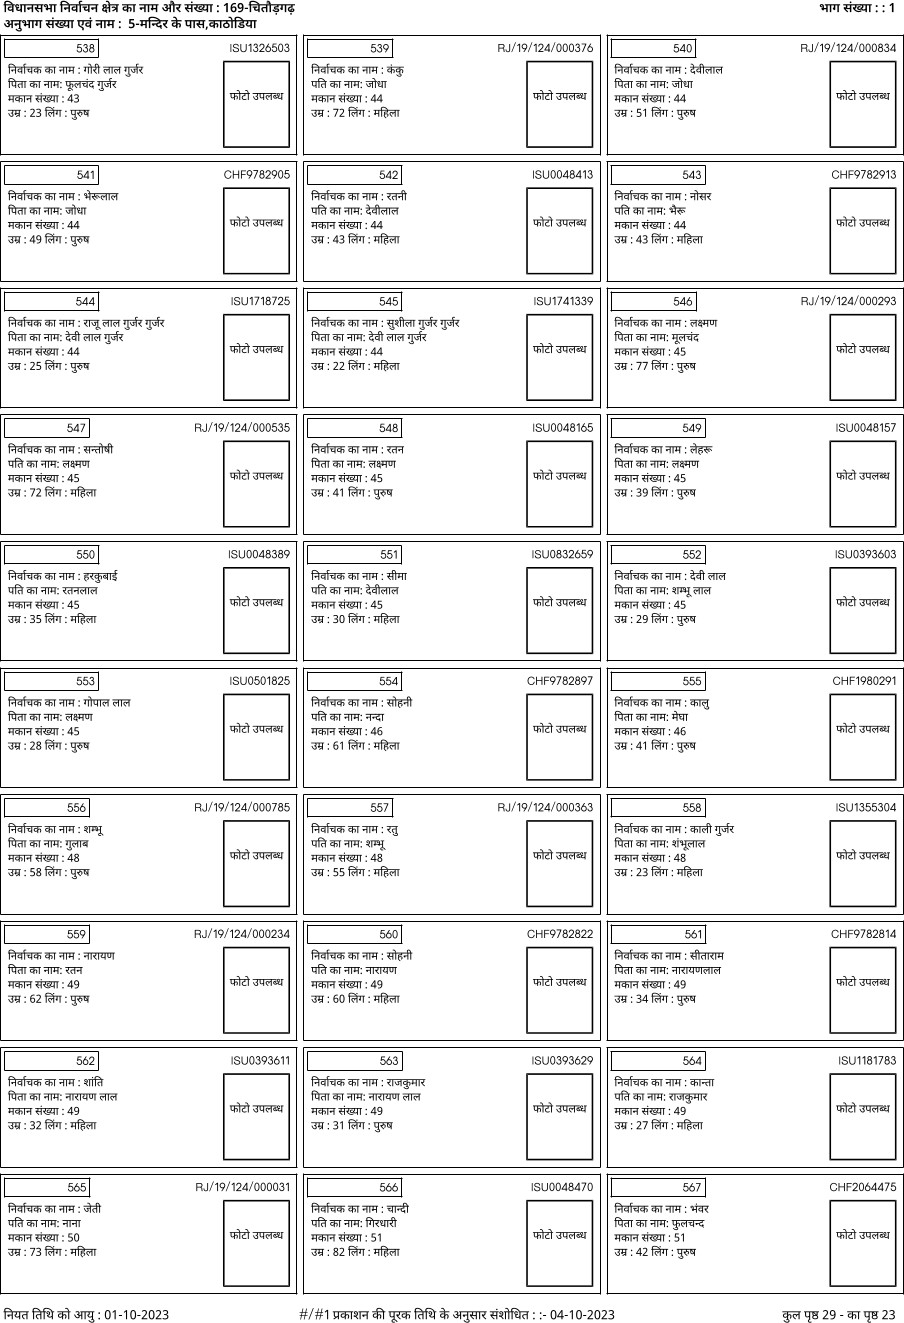 विधानसभा निर्वाचन क्षेत्र का नाम और संख्या : 169-चितौड़गढ़ भाग संख्या : : 1
अनुभाग संख्या एवं नाम : 5-मन्दिर के पास,काठोडिया
538 ISU1326503 539 RJ/19/124/000376 540 RJ/19/124/000834
निर्वाचक का नाम : गोरी लाल गुर्जर निर्वाचक का नाम : कंकु निर्वाचक का नाम : देवीलाल
पिता का नाम: फूलचंद गुर्जर पति का नाम: जोधा पिता का नाम: जोधा
मकान संख्या : 43 फोटो उपलब्ध मकान संख्या : 44 फोटो उपलब्ध मकान संख्या : 44 फोटो उपलब्ध
उम्र : 23 लिंग : पुरुष उम्र : 72 लिंग : महिला उम्र : 51 लिंग : पुरुष
541 CHF9782905 542 ISU0048413 543 CHF9782913
निर्वाचक का नाम : भेरूलाल निर्वाचक का नाम : रतनी निर्वाचक का नाम : नोसर
पिता का नाम: जोधा पति का नाम: देवीलाल पति का नाम: भैरू
मकान संख्या : 44 फोटो उपलब्ध मकान संख्या : 44 फोटो उपलब्ध मकान संख्या : 44 फोटो उपलब्ध
उम्र : 49 लिंग : पुरुष उम्र : 43 लिंग : महिला उम्र : 43 लिंग : महिला
544 ISU1718725 545 ISU1741339 546 RJ/19/124/000293
निर्वाचक का नाम : राजू लाल गुर्जर गुर्जर निर्वाचक का नाम : सुशीला गुर्जर गुर्जर निर्वाचक का नाम : लक्ष्मण
पिता का नाम: देवी लाल गुर्जर पिता का नाम: देवी लाल गुर्जर पिता का नाम: मूलचंद
मकान संख्या : 44 फोटो उपलब्ध मकान संख्या : 44 फोटो उपलब्ध मकान संख्या : 45 फोटो उपलब्ध
उम्र : 25 लिंग : पुरुष उम्र : 22 लिंग : महिला उम्र : 77 लिंग : पुरुष
547 RJ/19/124/000535 548 ISU0048165 549 ISU0048157
निर्वाचक का नाम : सन्तोषी निर्वाचक का नाम : रतन निर्वाचक का नाम : लेहरू
पति का नाम: लक्ष्मण पिता का नाम: लक्ष्मण पिता का नाम: लक्ष्मण
मकान संख्या : 45 फोटो उपलब्ध मकान संख्या : 45 फोटो उपलब्ध मकान संख्या : 45 फोटो उपलब्ध
उम्र : 72 लिंग : महिला उम्र : 41 लिंग : पुरुष उम्र : 39 लिंग : पुरुष
550 ISU0048389 551 ISU0832659 552 ISU0393603
निर्वाचक का नाम : हरकुबाई निर्वाचक का नाम : सीमा निर्वाचक का नाम : देवी लाल
पति का नाम: रतनलाल पति का नाम: देवीलाल पिता का नाम: शम्भू लाल
मकान संख्या : 45 फोटो उपलब्ध मकान संख्या : 45 फोटो उपलब्ध मकान संख्या : 45 फोटो उपलब्ध
उम्र : 35 लिंग : महिला उम्र : 30 लिंग : महिला उम्र : 29 लिंग : पुरुष
553 ISU0501825 554 CHF9782897 555 CHF1980291
निर्वाचक का नाम : गोपाल लाल निर्वाचक का नाम : सोहनी निर्वाचक का नाम : कालु
पिता का नाम: लक्ष्मण पति का नाम: नन्दा पिता का नाम: मेघा
मकान संख्या : 45 फोटो उपलब्ध मकान संख्या : 46 फोटो उपलब्ध मकान संख्या : 46 फोटो उपलब्ध
उम्र : 28 लिंग : पुरुष उम्र : 61 लिंग : महिला उम्र : 41 लिंग : पुरुष
556 RJ/19/124/000785 557 RJ/19/124/000363 558 ISU1355304
निर्वाचक का नाम : शम्भू निर्वाचक का नाम : रतु निर्वाचक का नाम : काली गुर्जर
पिता का नाम: गुलाब पति का नाम: शम्भू पिता का नाम: शंभूलाल
मकान संख्या : 48 फोटो उपलब्ध मकान संख्या : 48 फोटो उपलब्ध मकान संख्या : 48 फोटो उपलब्ध
उम्र : 58 लिंग : पुरुष उम्र : 55 लिंग : महिला उम्र : 23 लिंग : महिला
559 RJ/19/124/000234 560 CHF9782822 561 CHF9782814
निर्वाचक का नाम : नारायण निर्वाचक का नाम : सोहनी निर्वाचक का नाम : सीताराम
पिता का नाम: रतन पति का नाम: नारायण पिता का नाम: नारायणलाल
मकान संख्या : 49 फोटो उपलब्ध मकान संख्या : 49 फोटो उपलब्ध मकान संख्या : 49 फोटो उपलब्ध
उम्र : 62 लिंग : पुरुष उम्र : 60 लिंग : महिला उम्र : 34 लिंग : पुरुष
562 ISU0393611 563 ISU0393629 564 ISU1181783
निर्वाचक का नाम : शांति निर्वाचक का नाम : राजकुमार निर्वाचक का नाम : कान्ता
पिता का नाम: नारायण लाल पिता का नाम: नारायण लाल पति का नाम: राजकुमार
मकान संख्या : 49 फोटो उपलब्ध मकान संख्या : 49 फोटो उपलब्ध मकान संख्या : 49 फोटो उपलब्ध
उम्र : 32 लिंग : महिला उम्र : 31 लिंग : पुरुष उम्र : 27 लिंग : महिला
565 RJ/19/124/000031 566 ISU0048470 567 CHF2064475
निर्वाचक का नाम : जेती निर्वाचक का नाम : चान्दी निर्वाचक का नाम : भंवर
पति का नाम: नाना पति का नाम: गिरधारी पिता का नाम: फुलचन्द
मकान संख्या : 50 फोटो उपलब्ध मकान संख्या : 51 फोटो उपलब्ध मकान संख्या : 51 फोटो उपलब्ध
उम्र : 73 लिंग : महिला उम्र : 82 लिंग : महिला उम्र : 42 लिंग : पुरुष
नियत तिथि को आयु : 01-10-2023 #/#1 प्रकाशन की पूरक तिथि के अनुसार संशोधित : :- 04-10-2023 कुल पृष्ठ 29 - का पृष्ठ 23